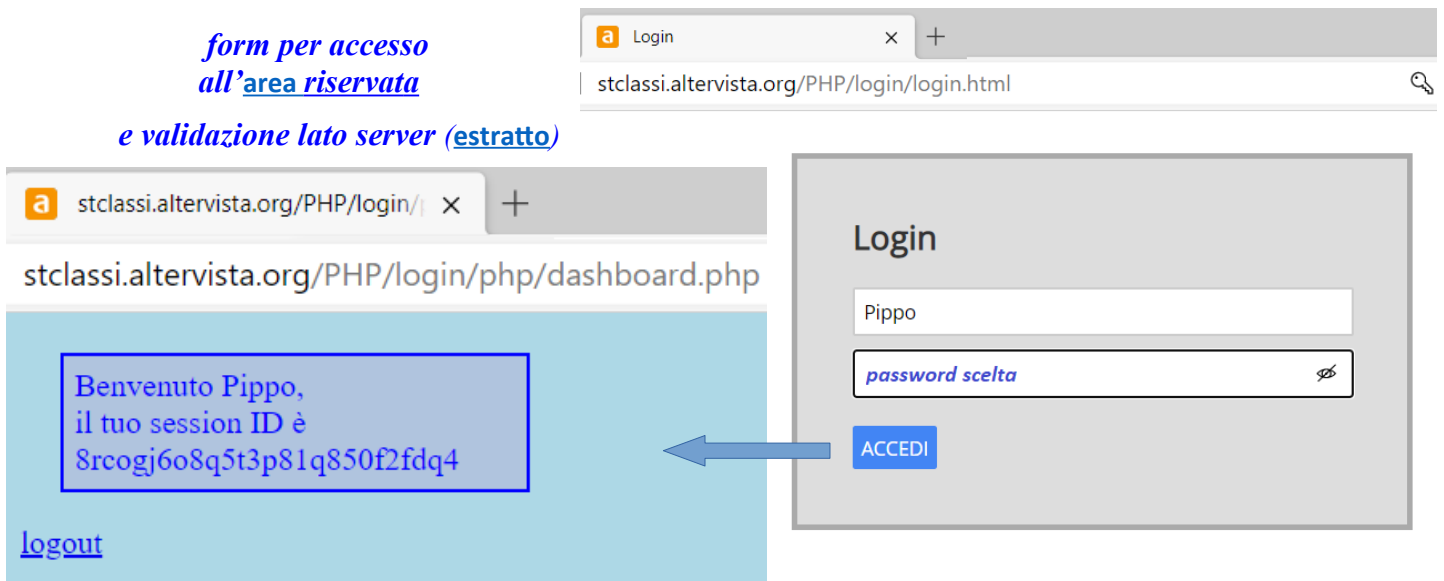 form per accesso
all'area riservata
e validazione lato server (estratto)
Login
stclassi.altervista.org/PHP/login/login.html
stclassi.altervista.org/PHP/login/
stclassi.altervista.org/PHP/login/php/dashboard.php
Benvenuto Pippo,
il tuo session ID è
8rcogj6o8q5t3p81q850f2fdq4
logout
Login
Pippo
password scelta
ACCEDI